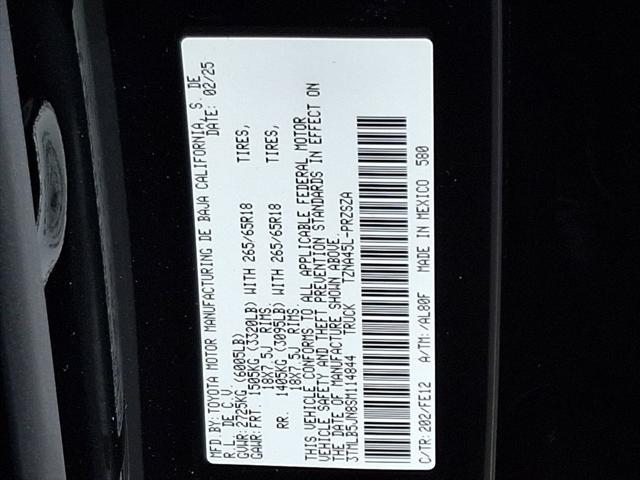 MFD.BY: TOYOTA MOTOR MANUFACTURING DE BAJA CALIFORNIA, S. DE
R. L. DE C.V. DATE: 02/25
GVWR: 2725KG (6005LB)
GAWR: FRT. 1505KG (3320LB) WITH 265/65R18 TIRES,
18X7.5J RIMS.
RR. 1405KG (3095LB) WITH 265/65R18 TIRES,
18X7.5J RIMS.
THIS VEHICLE CONFORMS TO ALL APPLICABLE FEDERAL MOTOR
VEHICLE SAFETY AND THEFT PREVENTION STANDARDS IN EFFECT ON
THE DATE OF MANUFACTURE SHOWN ABOVE.
3TMLB5JN8SM114844 TRUCK TZNA45L-PRZSZA
C/TR: 202/FE12 A/TM: /AL80F MADE IN MEXICO 580